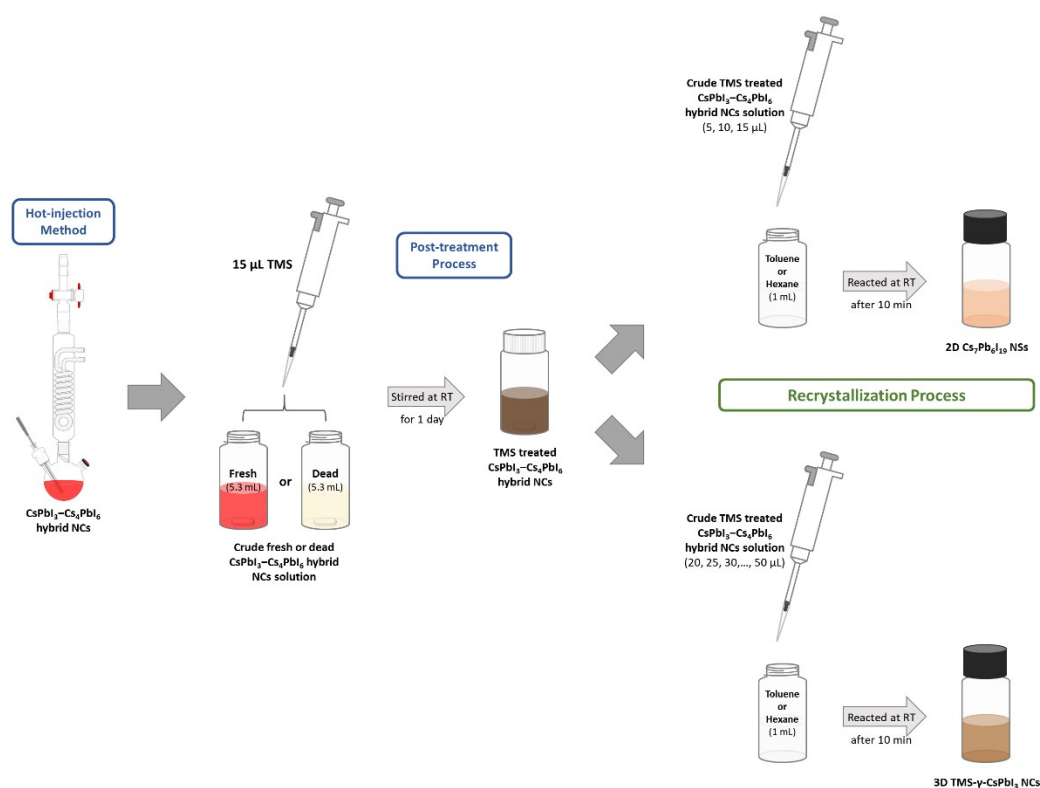 Hot-injection
Method
CsPbI₃–Cs₄PbI₆
hybrid NCs
15 µL TMS
Fresh
(5.3 mL)
or
Dead
(5.3 mL)
Crude fresh or dead
CsPbI₃–Cs₄PbI₆ hybrid
NCs solution
Post-treatment
Process
Stirred at RT
for 1 day
TMS treated
CsPbI₃–Cs₄PbI₆
hybrid NCs
Crude TMS treated
CsPbI₃–Cs₄PbI₆
hybrid NCs solution
(5, 10, 15 µL)
Toluene
or
Hexane
(1 mL)
Reacted at RT
after 10 min
2D Cs₇Pb₆I₁₉ NSs
Recrystallization Process
Crude TMS treated
CsPbI₃–Cs₄PbI₆
hybrid NCs solution
(20, 25, 30,..., 50 µL)
Toluene
or
Hexane
(1 mL)
Reacted at RT
after 10 min
3D TMS-γ-CsPbI₃ NCs